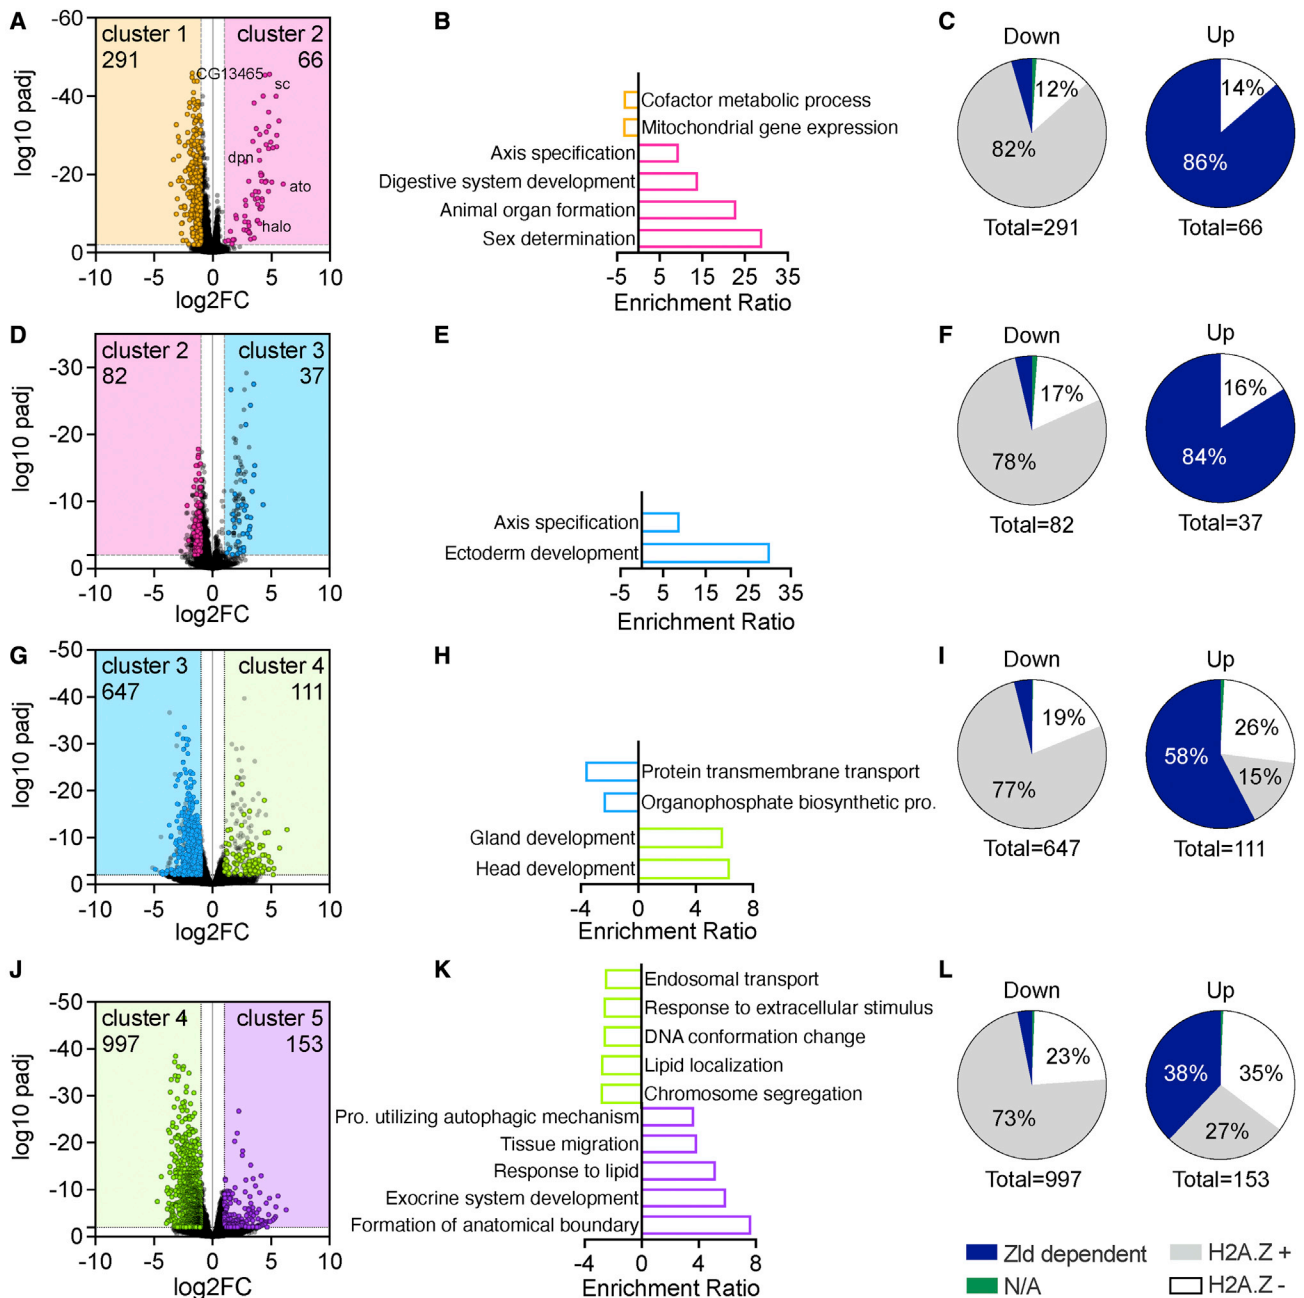 A
-60
-40
-20
0
log10 padj
cluster 1
291
cluster 2
66
CG13465
sc
dpn
ato
halo
-10 -5 0 5 10
log2FC
B
Cofactor metabolic process
Mitochondrial gene expression
Axis specification
Digestive system development
Animal organ formation
Sex determination
-5 5 15 25 35
Enrichment Ratio
C
Down
12%
82%
Total=291
Up
14%
86%
Total=66
D
-30
-20
-10
0
log10 padj
cluster 2
82
cluster 3
37
-10 -5 0 5 10
log2FC
E
Axis specification
Ectoderm development
-5 5 15 25 35
Enrichment Ratio
F
Down
17%
78%
Total=82
Up
16%
84%
Total=37
G
-50
-40
-30
-20
-10
0
log10 padj
cluster 3
647
cluster 4
111
-10 -5 0 5 10
log2FC
H
Protein transmembrane transport
Organophosphate biosynthetic pro.
Gland development
Head development
-4 0 4 8
Enrichment Ratio
I
Down
19%
77%
Total=647
Up
26%
58%
15%
Total=111
J
-50
-40
-30
-20
-10
0
log10 padj
cluster 4
997
cluster 5
153
-10 -5 0 5 10
log2FC
K
Endosomal transport
Response to extracellular stimulus
DNA conformation change
Lipid localization
Chromosome segregation
Pro. utilizing autophagic mechanism
Tissue migration
Response to lipid
Exocrine system development
Formation of anatomical boundary
-4 0 4 8
Enrichment Ratio
L
Down
23%
73%
Total=997
Up
38%
35%
27%
Total=153
Zld dependent
H2A.Z +
N/A
H2A.Z -